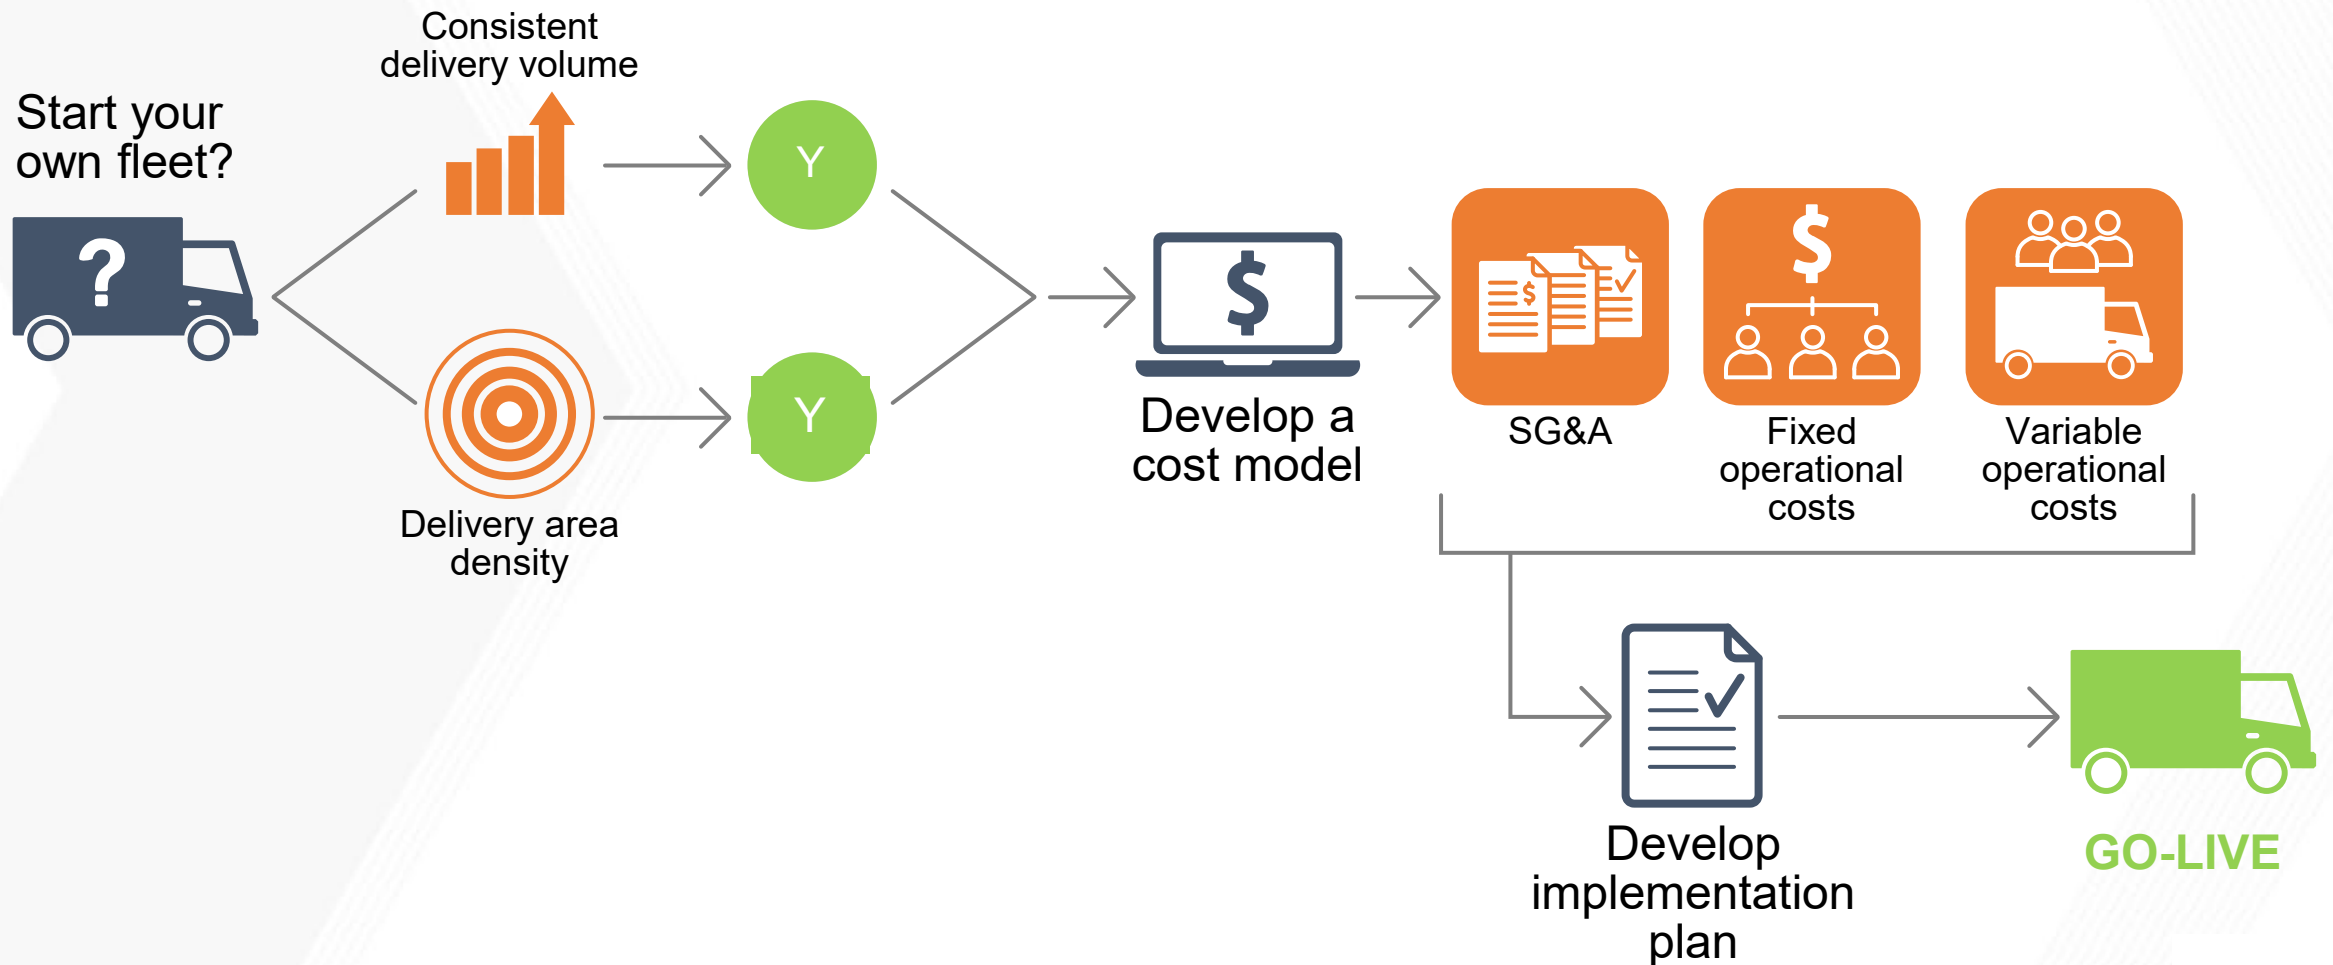 Start your
own fleet?
?
Consistent
delivery volume
Y
Delivery area
density
Y
$
Develop a
cost model
$
SG&A
$
Fixed
operational
costs
Variable
operational
costs
Develop
implementation
plan
GO-LIVE